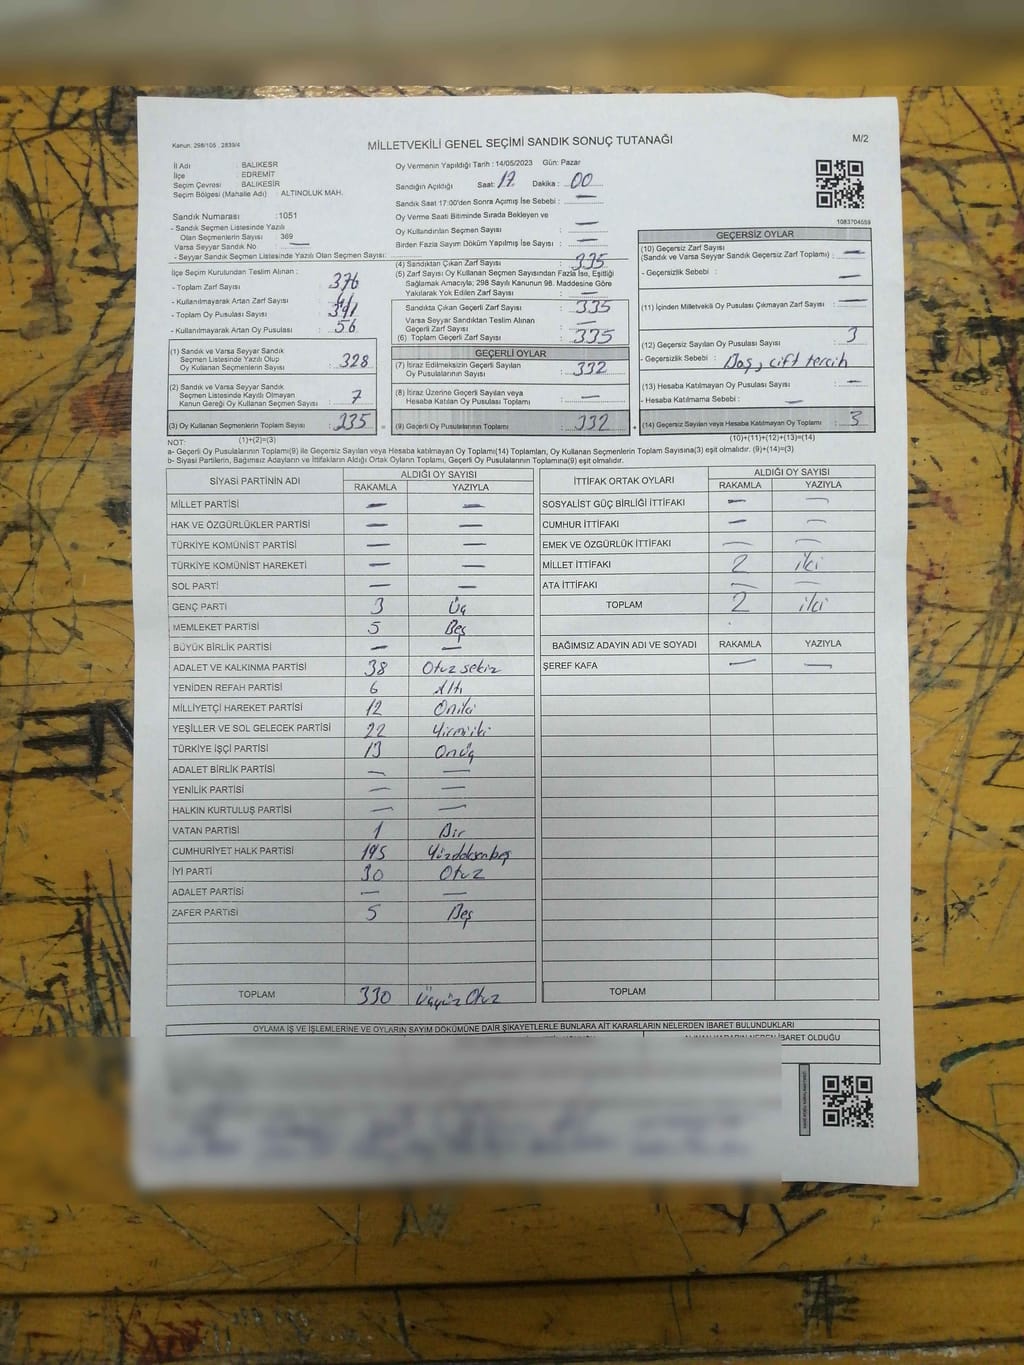 Kanun. 298/105 , 2839/4
MİLLETVEKİLİ GENEL SEÇİMİ SANDIK SONUÇ TUTANAĞI
M/2
İl Adı : BALIKESR
İlçe : EDREMİT
Seçim Çevresi : BALIKESİR
Seçim Bölgesi (Mahalle Adı) : ALTINOLUK MAH.
Sandık Numarası :1051
- Sandık Seçmen Listesinde Yazılı
Olan Seçmenlerin Sayısı : 369
Varsa Seyyar Sandık No —
- Seyyar Sandık Seçmen Listesinde Yazılı Olan Seçmen Sayısı:
Oy Vermenin Yapıldığı Tarih : 14/05/2023 Gün: Pazar
Sandığın Açıldığı Saat: 17 Dakika : 00
Sandık Saat 17:00'den Sonra Açımış İse Sebebi : —
Oy Verme Saati Bitiminde Sırada Bekleyen ve
Oy Kullandırılan Seçmen Sayısı : —
Birden Fazla Sayım Döküm Yapılmış İse Sayısı : —
1083704559
İlçe Seçim Kurulundan Teslim Alınan :
- Toplam Zarf Sayısı : 376
- Kullanılmayarak Artan Zarf Sayısı : 41
- Toplam Oy Pusulası Sayısı : 391
- Kullanılmayarak Artan Oy Pusulası : 56
(1) Sandık ve Varsa Seyyar Sandık
Seçmen Listesinde Yazılı Olup
Oy Kullanan Seçmenlerin Sayısı : 328
(2) Sandık ve Varsa Seyyar Sandık
Seçmen Listesinde Kayıtlı Olmayan
Kanun Gereği Oy Kullanan Seçmen Sayısı : 7
(3) Oy Kullanan Seçmenlerin Toplam Sayısı : 335
(4) Sandıktan Çıkan Zarf Sayısı : 335
(5) Zarf Sayısı Oy Kullanan Seçmen Sayısından Fazla İse, Eşitliği
Sağlamak Amacıyla; 298 Sayılı Kanunun 98. Maddesine Göre
Yakılarak Yok Edilen Zarf Sayısı : —
Sandıkta Çıkan Geçerli Zarf Sayısı : 335
Varsa Seyyar Sandıktan Teslim Alınan
Geçerli Zarf Sayısı : —
(6) Toplam Geçerli Zarf Sayısı : 335
GEÇERLİ OYLAR
(7) İtiraz Edilmeksizin Geçerli Sayılan
Oy Pusulalarının Sayısı : 332
(8) İtiraz Üzerine Geçerli Sayılan veya
Hesaba Katılan Oy Pusulası Toplamı : —
(9) Geçerli Oy Pusulalarının Toplamı : 332
GEÇERSİZ OYLAR
(10) Geçersiz Zarf Sayısı
(Sandık ve Varsa Seyyar Sandık Geçersiz Zarf Toplamı) : —
- Geçersizlik Sebebi : —
(11) İçinden Milletvekili Oy Pusulası Çıkmayan Zarf Sayısı : —
(12) Geçersiz Sayılan Oy Pusulası Sayısı : 3
- Geçersizlik Sebebi : Boş, çift tercih
(13) Hesaba Katılmayan Oy Pusulası Sayısı : —
- Hesaba Katılmama Sebebi : —
(14) Geçersiz Sayılan veya Hesaba Katılmayan Oy Toplamı : 3
NOT: (1)+(2)=(3) (10)+(11)+(12)+(13)=(14)
a- Geçerli Oy Pusulalarının Toplamı(9) ile Geçersiz Sayılan veya Hesaba katılmayan Oy Toplamı(14) Toplamları, Oy Kullanan Seçmenlerin Toplam Sayısına(3) eşit olmalıdır. (9)+(14)=(3)
b- Siyasi Partilerin, Bağımsız Adayların ve İttifakların Aldığı Ortak Oyların Toplamı, Geçerli Oy Pusulalarının Toplamına(9) eşit olmalıdır.
SİYASİ PARTİNİN ADI ALDIĞI OY SAYISI
RAKAMLA YAZIYLA
MİLLET PARTİSİ — —
HAK VE ÖZGÜRLÜKLER PARTİSİ — —
TÜRKİYE KOMÜNİST PARTİSİ — —
TÜRKİYE KOMÜNİST HAREKETİ — —
SOL PARTİ — —
GENÇ PARTİ 3 Üç
MEMLEKET PARTİSİ 5 Beş
BÜYÜK BİRLİK PARTİSİ — —
ADALET VE KALKINMA PARTİSİ 38 Otuz sekiz
YENİDEN REFAH PARTİSİ 6 Altı
MİLLİYETÇİ HAREKET PARTİSİ 12 Oniki
YEŞİLLER VE SOL GELECEK PARTİSİ 22 Yirmi iki
TÜRKİYE İŞÇİ PARTİSİ 13 Onüç
ADALET BİRLİK PARTİSİ — —
YENİLİK PARTİSİ — —
HALKIN KURTULUŞ PARTİSİ — —
VATAN PARTİSİ 1 Bir
CUMHURİYET HALK PARTİSİ 195 Yüzdoksanbeş
İYİ PARTİ 30 Otuz
ADALET PARTİSİ — —
ZAFER PARTİSİ 5 Beş
TOPLAM 330 Üçyüz Otuz
İTTİFAK ORTAK OYLARI ALDIĞI OY SAYISI
RAKAMLA YAZIYLA
SOSYALİST GÜÇ BİRLİĞİ İTTİFAKI — —
CUMHUR İTTİFAKI — —
EMEK VE ÖZGÜRLÜK İTTİFAKI — —
MİLLET İTTİFAKI 2 iki
ATA İTTİFAKI — —
TOPLAM 2 iki
BAĞIMSIZ ADAYIN ADI VE SOYADI RAKAMLA YAZIYLA
ŞEREF KAFA — —
TOPLAM
OYLAMA İŞ VE İŞLEMLERİNE VE OYLARIN SAYIM DÖKÜMÜNE DAİR ŞİKAYETLERLE BUNLARA AİT KARARLARIN NELERDEN İBARET BULUNDUKLARI
İBARET OLDUĞU